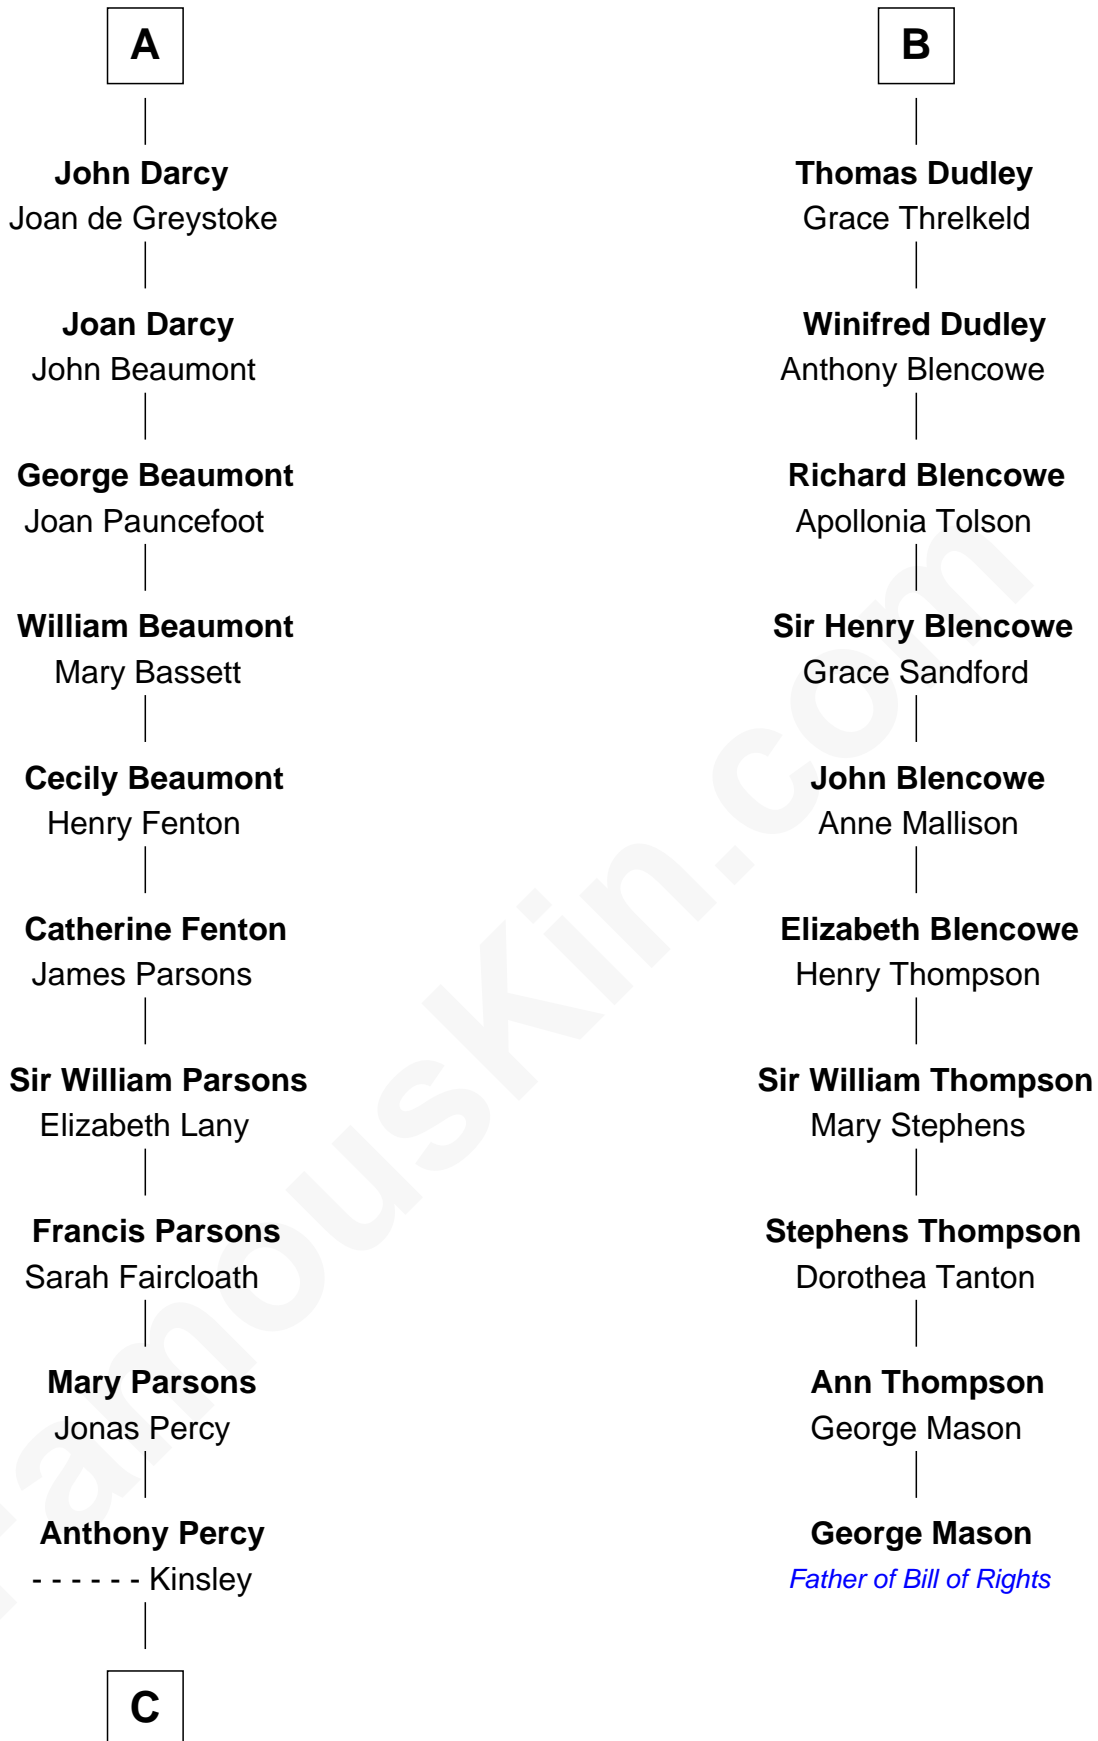 A
John Darcy
Joan de Greystoke
Joan Darcy
John Beaumont
George Beaumont
Joan Pauncefoot
William Beaumont
Mary Bassett
Cecily Beaumont
Henry Fenton
Catherine Fenton
James Parsons
Sir William Parsons
Elizabeth Lany
Francis Parsons
Sarah Faircloath
Mary Parsons
Jonas Percy
Anthony Percy
- - - - - - Kinsley
C
B
Thomas Dudley
Grace Threlkeld
Winifred Dudley
Anthony Blencowe
Richard Blencowe
Apollonia Tolson
Sir Henry Blencowe
Grace Sandford
John Blencowe
Anne Mallison
Elizabeth Blencowe
Henry Thompson
Sir William Thompson
Mary Stephens
Stephens Thompson
Dorothea Tanton
Ann Thompson
George Mason
George Mason
Father of Bill of Rights
FamousKin.com